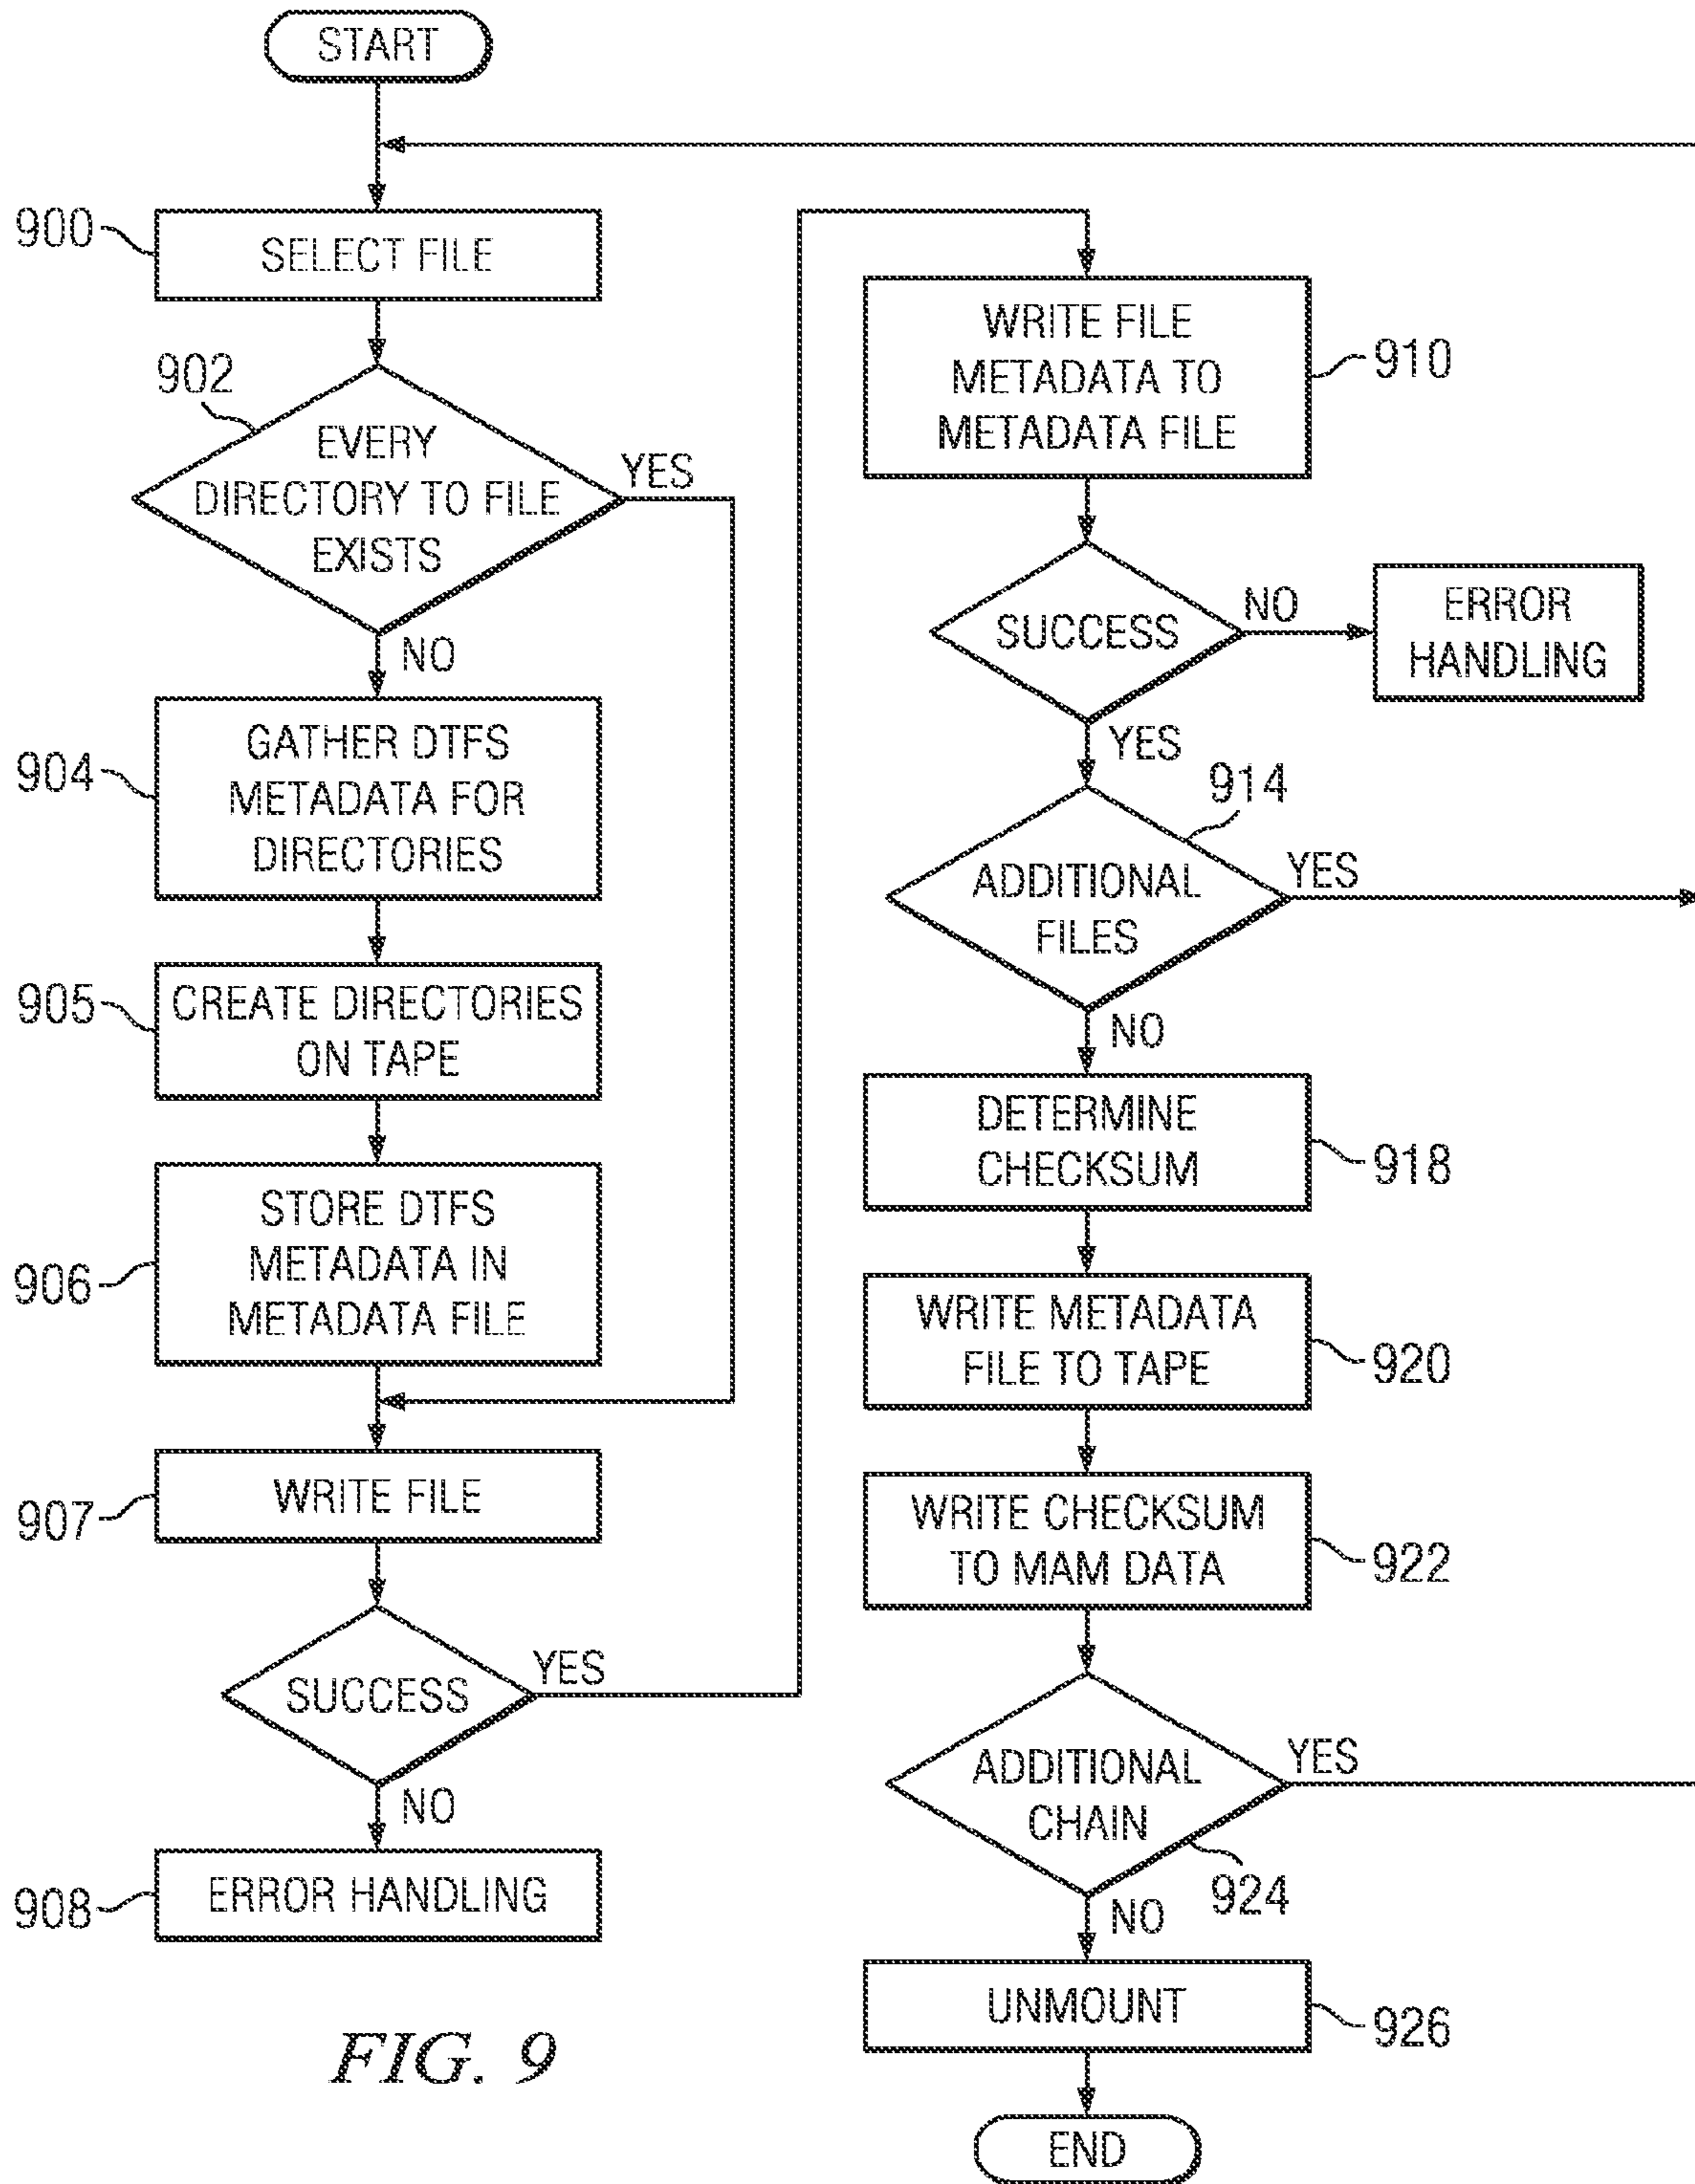 START
900
SELECT FILE
902
EVERY
DIRECTORY TO FILE
EXISTS
YES
NO
904
GATHER DTFS
METADATA FOR
DIRECTORIES
905
CREATE DIRECTORIES
ON TAPE
906
STORE DTFS
METADATA IN
METADATA FILE
907
WRITE FILE
SUCCESS
YES
NO
908
ERROR HANDLING
FIG. 9
WRITE FILE
METADATA TO
METADATA FILE
910
SUCCESS
NO
ERROR
HANDLING
YES
914
ADDITIONAL
FILES
YES
NO
DETERMINE
CHECKSUM
918
WRITE METADATA
FILE TO TAPE
920
WRITE CHECKSUM
TO MAM DATA
922
ADDITIONAL
CHAIN
YES
924
NO
UNMOUNT
926
END